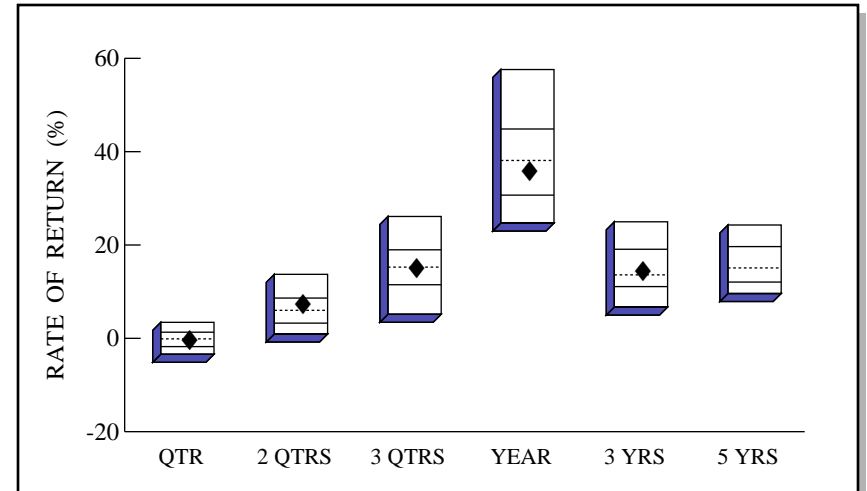 60
40
20
0
-20
RATE OF RETURN (%)
QTR 2 QTRS 3 QTRS YEAR 3 YRS 5 YRS